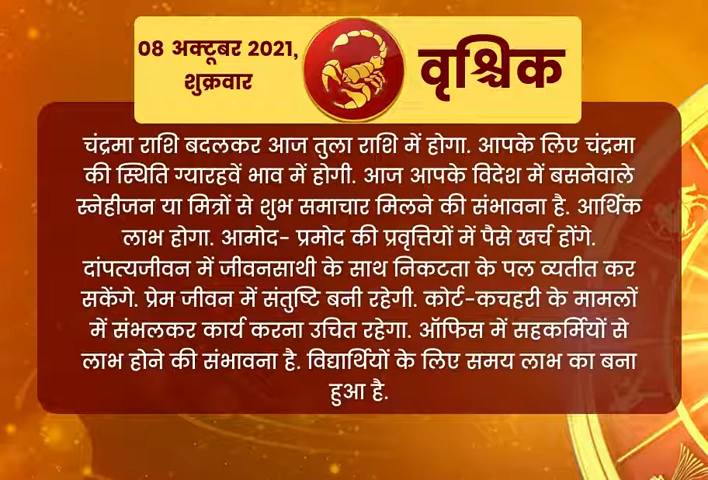 08 अक्टूबर 2021,
शुक्रवार
वृश्चिक
चंद्रमा राशि बदलकर आज तुला राशि में होगा. आपके लिए चंद्रमा
की स्थिति ग्यारहवें भाव में होगी. आज आपके विदेश में बसनेवाले
स्नेहीजन या मित्रों से शुभ समाचार मिलने की संभावना है. आर्थिक
लाभ होगा. आमोद- प्रमोद की प्रवृत्तियों में पैसे खर्च होंगे.
दांपत्यजीवन में जीवनसाथी के साथ निकटता के पल व्यतीत कर
सकेंगे. प्रेम जीवन में संतुष्टि बनी रहेगी. कोर्ट-कचहरी के मामलों
में संभलकर कार्य करना उचित रहेगा. ऑफिस में सहकर्मियों से
लाभ होने की संभावना है. विद्यार्थियों के लिए समय लाभ का बना
हुआ है.